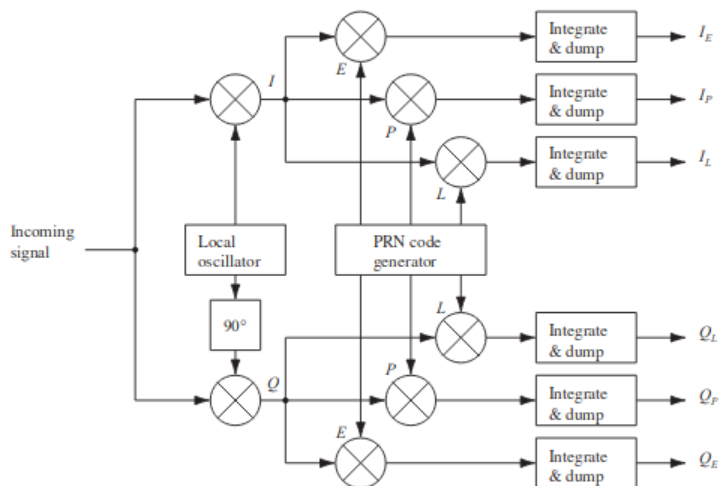 Integrate
& dump
I_E
E
I
Integrate
& dump
I_P
P
Integrate
& dump
I_L
L
Incoming
signal
Local
oscillator
PRN code
generator
90°
L
Integrate
& dump
Q_L
Q
P
Integrate
& dump
Q_P
E
Integrate
& dump
Q_E